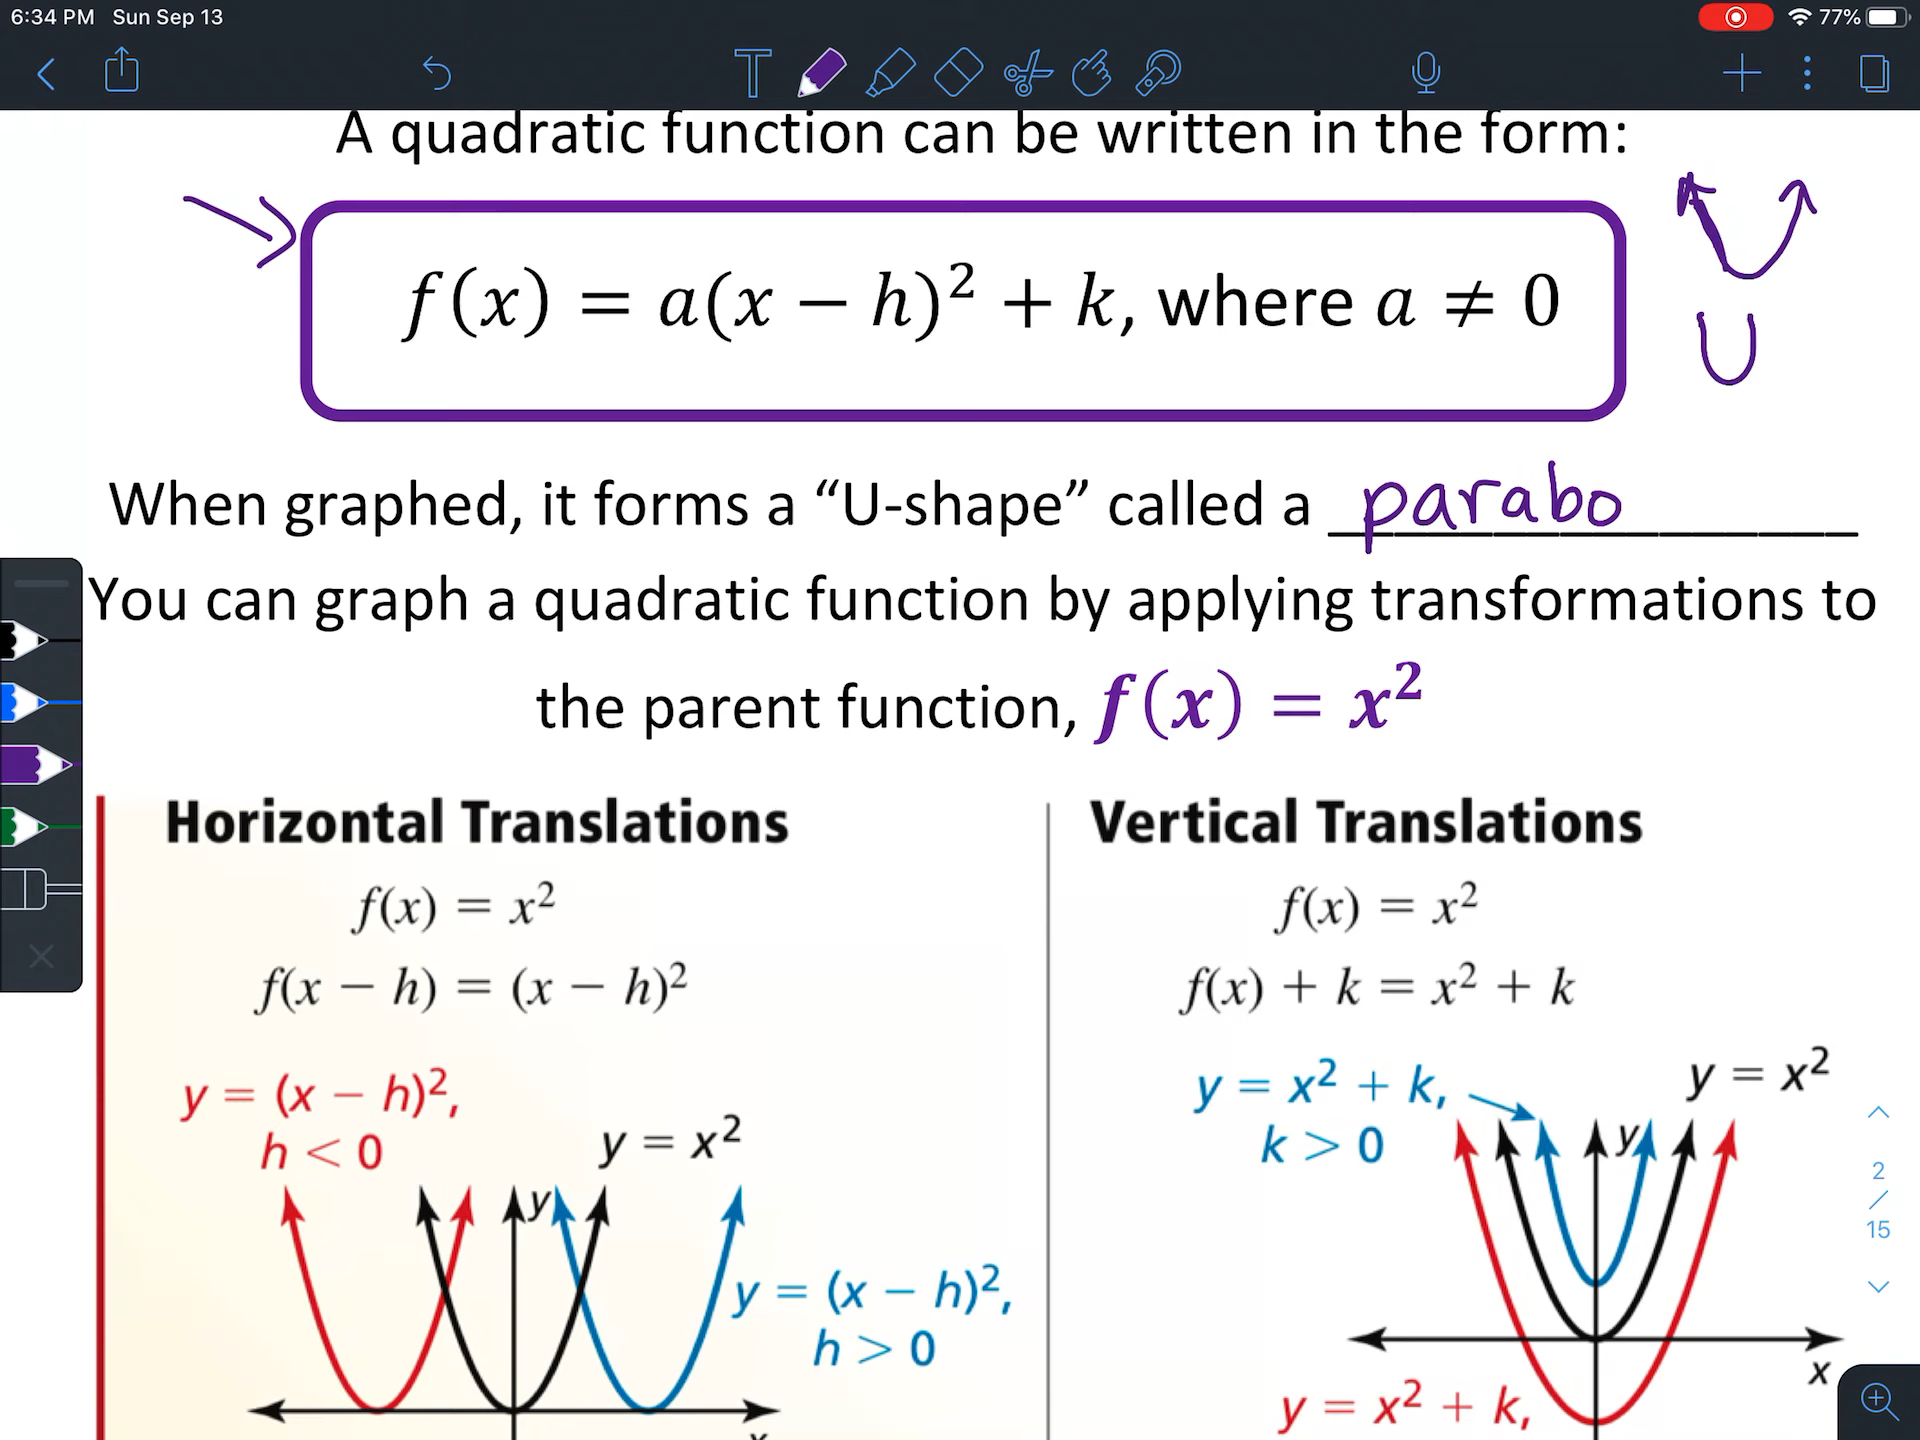 6:34 PM Sun Sep 13
77%
T
A quadratic function can be written in the form:
f(x) = a(x − h)² + k, where a ≠ 0
U
When graphed, it forms a “U-shape” called a parabo
You can graph a quadratic function by applying transformations to
the parent function, f(x) = x²
Horizontal Translations
f(x) = x²
f(x − h) = (x − h)²
y = (x − h)²,
h < 0
y = x²
y
y = (x − h)²,
h > 0
Vertical Translations
f(x) = x²
f(x) + k = x² + k
y = x² + k,
k > 0
y = x²
y
x
y = x² + k,
2
/
15